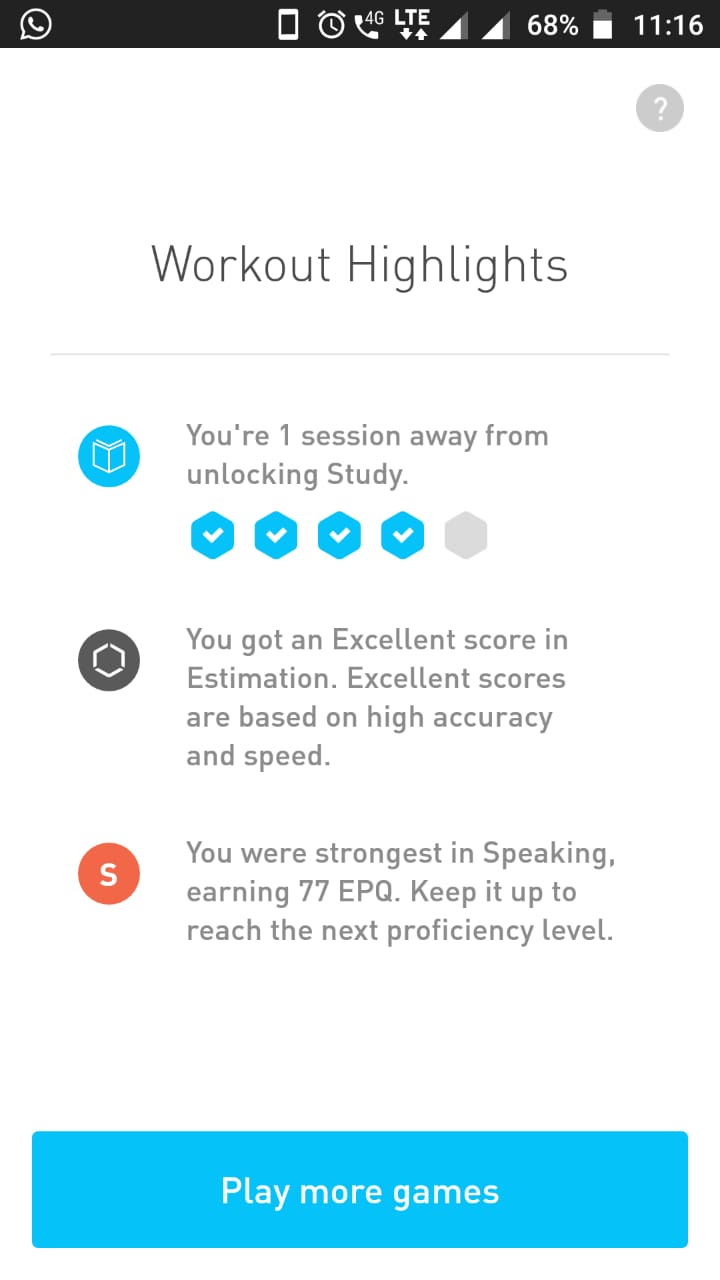 4G LTE 68% 11:16
?
Workout Highlights
You're 1 session away from
unlocking Study.
You got an Excellent score in
Estimation. Excellent scores
are based on high accuracy
and speed.
S
You were strongest in Speaking,
earning 77 EPQ. Keep it up to
reach the next proficiency level.
Play more games